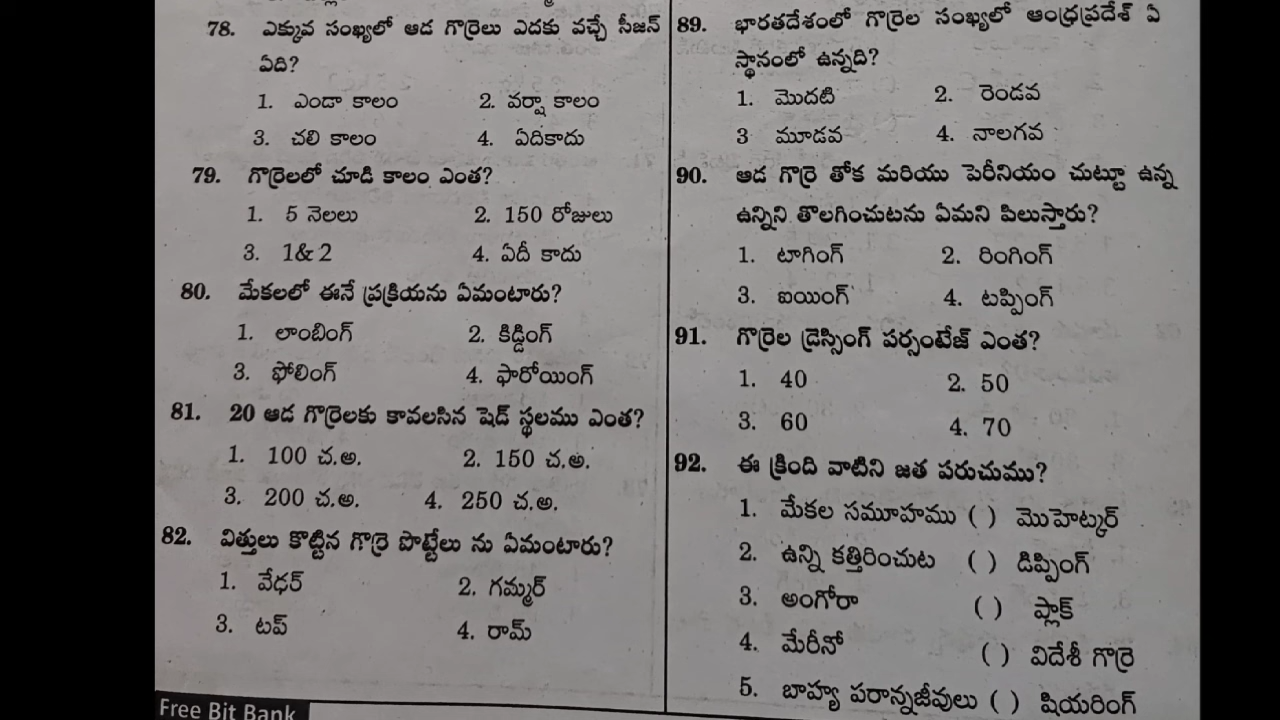 78. ఎక్కువ సంఖ్యలో ఆడ గొర్రెలు ఎదకు వచ్చే సీజన్
ఏది?
1. ఎండా కాలం 2. వర్షా కాలం
3. చలి కాలం 4. ఏదికాదు
79. గొర్రెలలో చూడి కాలం ఎంత?
1. 5 నెలలు 2. 150 రోజులు
3. 1& 2 4. ఏదీ కాదు
80. మేకలలో ఈనే ప్రక్రియను ఏమంటారు?
1. లాంబింగ్ 2. కిడ్డింగ్
3. ఫోలింగ్ 4. ఫారోయింగ్
81. 20 ఆడ గొర్రెలకు కావలసిన షెడ్ స్థలము ఎంత?
1. 100 చ.అ. 2. 150 చ.అ.
3. 200 చ.అ. 4. 250 చ.అ.
82. విత్తులు కొట్టిన గొర్రె పొట్టేలు ను ఏమంటారు?
1. వేధర్ 2. గమ్మర్
3. టప్ 4. రామ్
Free Bit Bank
89. భారతదేశంలో గొర్రెల సంఖ్యలో ఆంధ్రప్రదేశ్ ఏ
స్థానంలో ఉన్నది?
1. మొదటి 2. రెండవ
3 మూడవ 4. నాలగవ
90. ఆడ గొర్రె తోక మరియు పెరీనియం చుట్టూ ఉన్న
ఉన్నిని తొలగించుటను ఏమని పిలుస్తారు?
1. టాగింగ్ 2. రింగింగ్
3. ఐయింగ్ 4. టప్పింగ్
91. గొర్రెల డ్రెస్సింగ్ పర్సంటేజ్ ఎంత?
1. 40 2. 50
3. 60 4. 70
92. ఈ క్రింది వాటిని జత పరుచుము?
1. మేకల సమూహము ( ) మొహెట్కర్
2. ఉన్ని కత్తిరించుట ( ) డిప్పింగ్
3. అంగోరా ( ) ప్లాక్
4. మేరీనో ( ) విదేశీ గొర్రె
5. బాహ్య పరాన్నజీవులు ( ) షియరింగ్